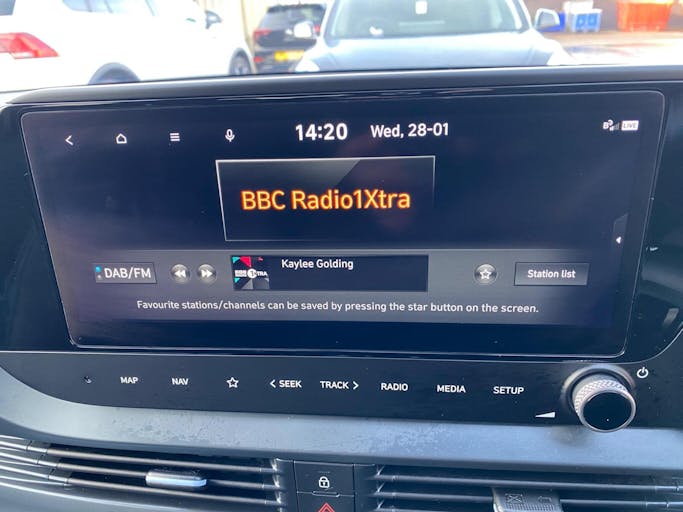 14:20 Wed, 28-01
LIVE
BBC Radio1Xtra
DAB/FM
Kaylee Golding
Station list
Favourite stations/channels can be saved by pressing the star button on the screen.
MAP NAV < SEEK TRACK > RADIO MEDIA SETUP